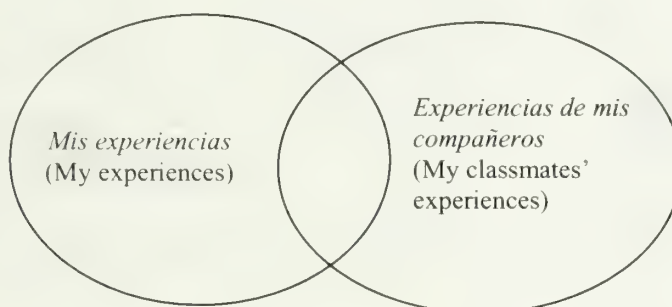 Mis experiencias
(My experiences)
Experiencias de mis
compañeros
(My classmates'
experiences)